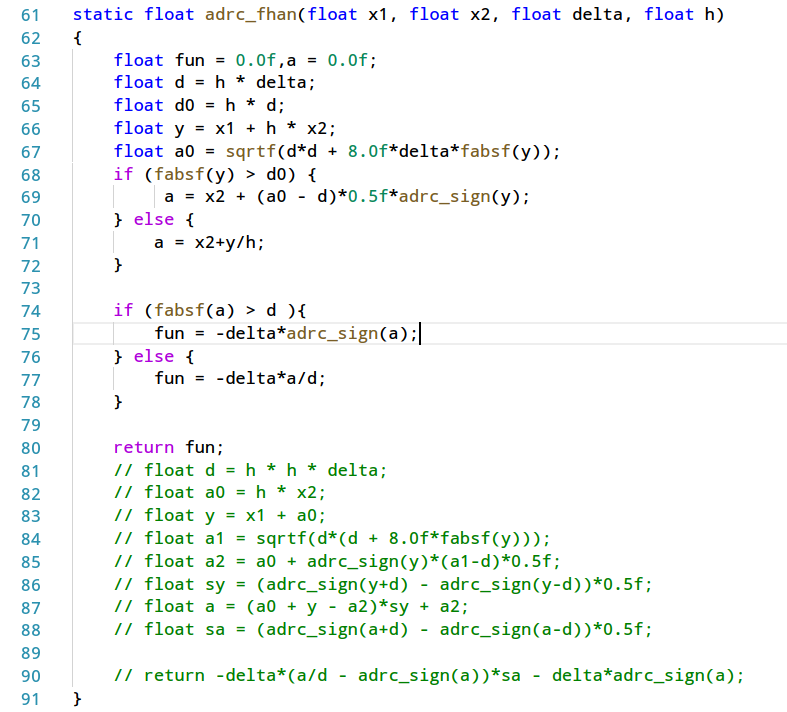 61 static float adrc_fhan(float x1, float x2, float delta, float h)
62 {
63     float fun = 0.0f,a = 0.0f;
64     float d = h * delta;
65     float d0 = h * d;
66     float y = x1 + h * x2;
67     float a0 = sqrtf(d*d + 8.0f*delta*fabsf(y));
68     if (fabsf(y) > d0) {
69          a = x2 + (a0 - d)*0.5f*adrc_sign(y);
70     } else {
71         a = x2+y/h;
72     }
73
74     if (fabsf(a) > d ){
75         fun = -delta*adrc_sign(a);
76     } else {
77         fun = -delta*a/d;
78     }
79
80     return fun;
81     // float d = h * h * delta;
82     // float a0 = h * x2;
83     // float y = x1 + a0;
84     // float a1 = sqrtf(d*(d + 8.0f*fabsf(y)));
85     // float a2 = a0 + adrc_sign(y)*(a1-d)*0.5f;
86     // float sy = (adrc_sign(y+d) - adrc_sign(y-d))*0.5f;
87     // float a = (a0 + y - a2)*sy + a2;
88     // float sa = (adrc_sign(a+d) - adrc_sign(a-d))*0.5f;
89
90     // return -delta*(a/d - adrc_sign(a))*sa - delta*adrc_sign(a);
91 }